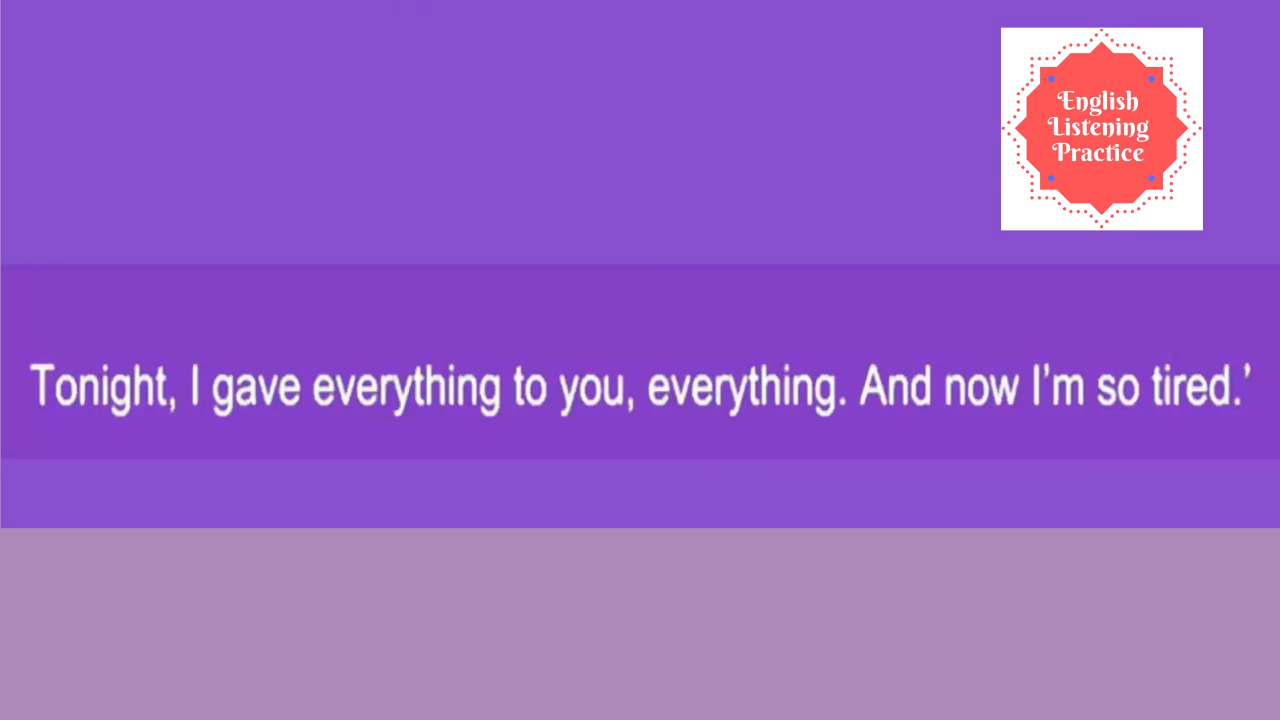 English
Listening
Practice
Tonight, I gave everything to you, everything. And now I'm so tired.’